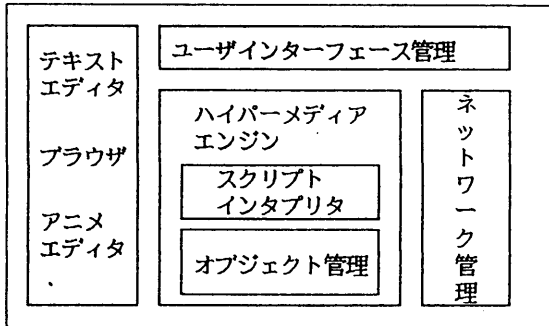 テキスト
エディタ
ブラウザ
アニメ
エディタ
.
ユーザインターフェース管理
ハイパーメディア
エンジン
スクリプト
インタプリタ
オブジェクト管理
ネットワーク管理